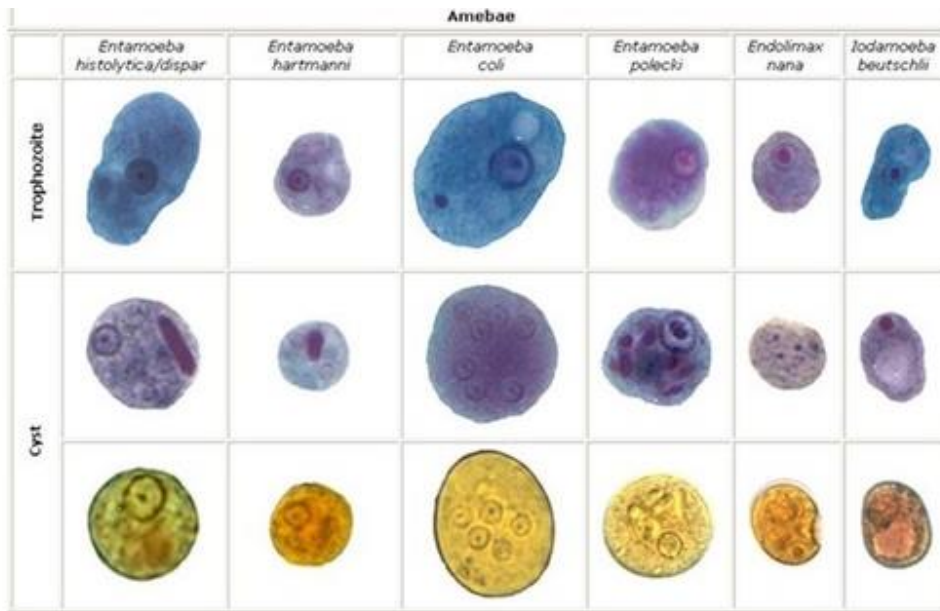 Amebae
Entamoeba
histolytica/dispar
Entamoeba
hartmanni
Entamoeba
coli
Entamoeba
polecki
Endolimax
nana
Iodamoeba
beutschlii
Trophozoite
Cyst